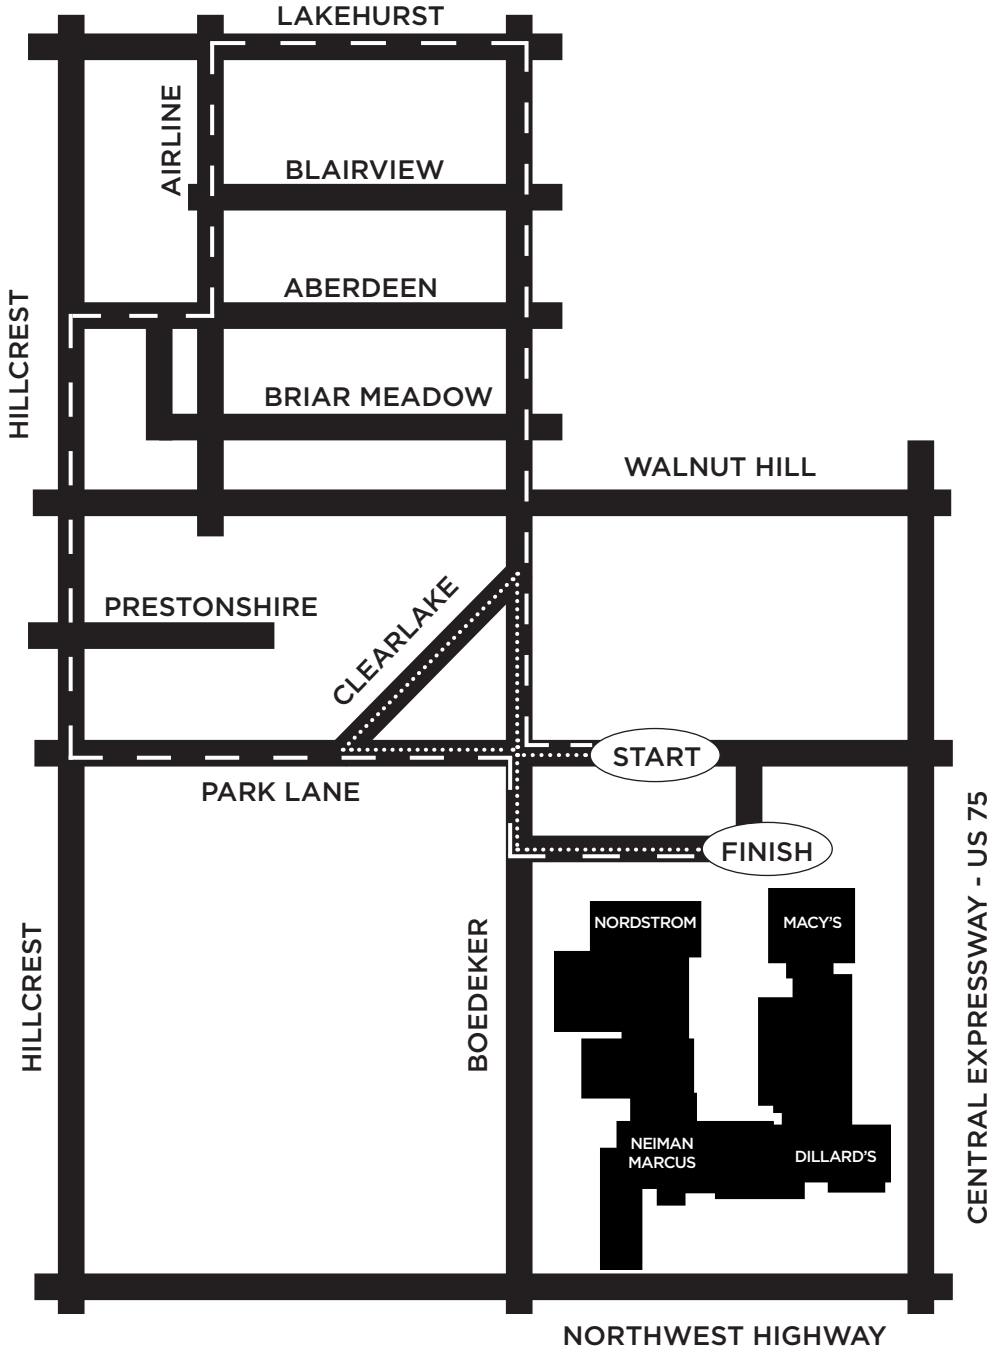 LAKEHURST
AIRLINE
BLAIRVIEW
ABERDEEN
HILLCREST
BRIAR MEADOW
WALNUT HILL
CLEARLAKE
PRESTONSHIRE
START
PARK LANE
FINISH
CENTRAL EXPRESSWAY - US 75
NORDSTROM
MACY'S
HILLCREST
BOEDEKER
NEIMAN
MARCUS
DILLARD'S
NORTHWEST HIGHWAY